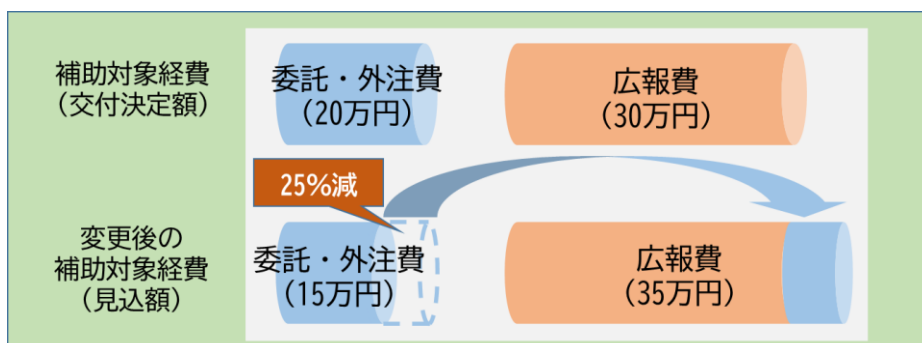 補助対象経費
（交付決定額）
委託・外注費
（20万円）
広報費
（30万円）
25%減
変更後の
補助対象経費
（見込額）
委託・外注費
（15万円）
広報費
（35万円）